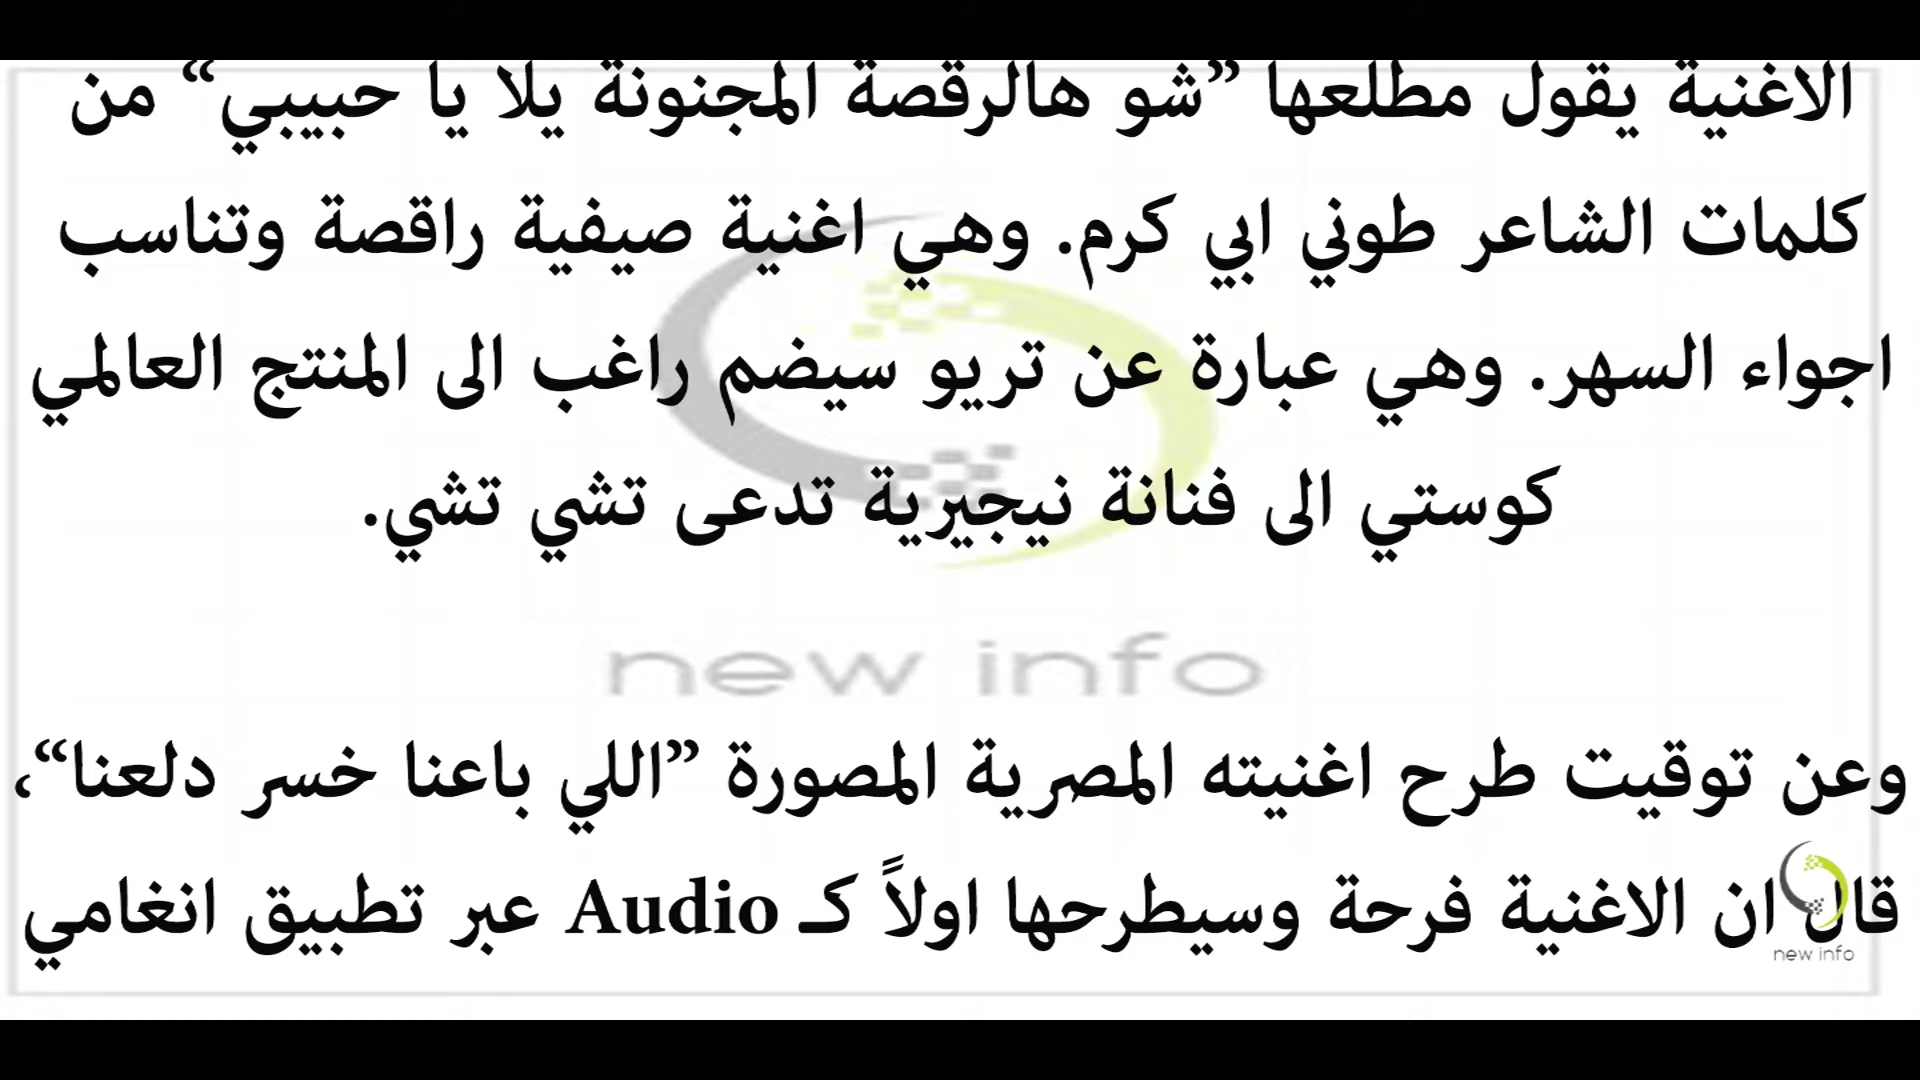 الاغنية يقول مطلعها ”شو هالرقصة المجنونة يلا يا حبيبي“ من
كلمات الشاعر طوني ابي كرم. وهي اغنية صيفية راقصة وتناسب
اجواء السهر. وهي عبارة عن تريو سيضم راغب الى المنتج العالمي
كوستي الى فنانة نيجيرية تدعى تشي تشي.
new info
وعن توقيت طرح اغنيته المصرية المصورة ”اللي باعنا خسر دلعنا“،
قال ان الاغنية فرحة وسيطرحها اولاً كـ Audio عبر تطبيق انغامي
new info